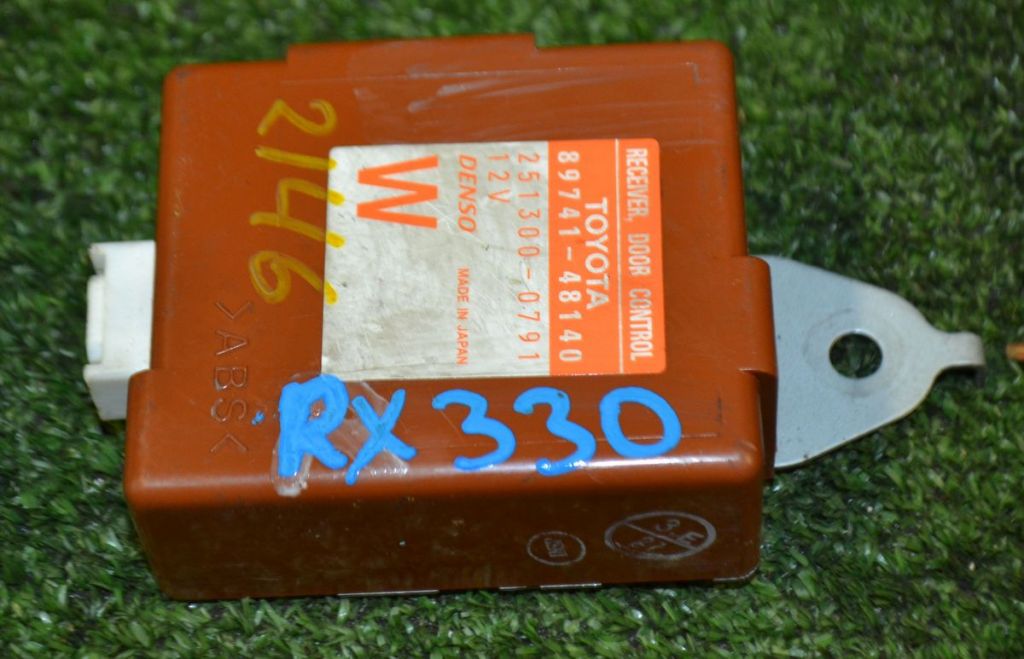 RECEIVER, DOOR CONTROL
TOYOTA
89741-48140
251300-0791
12V
DENSO
MADE IN JAPAN
W
2146
>ABS<
RX 330